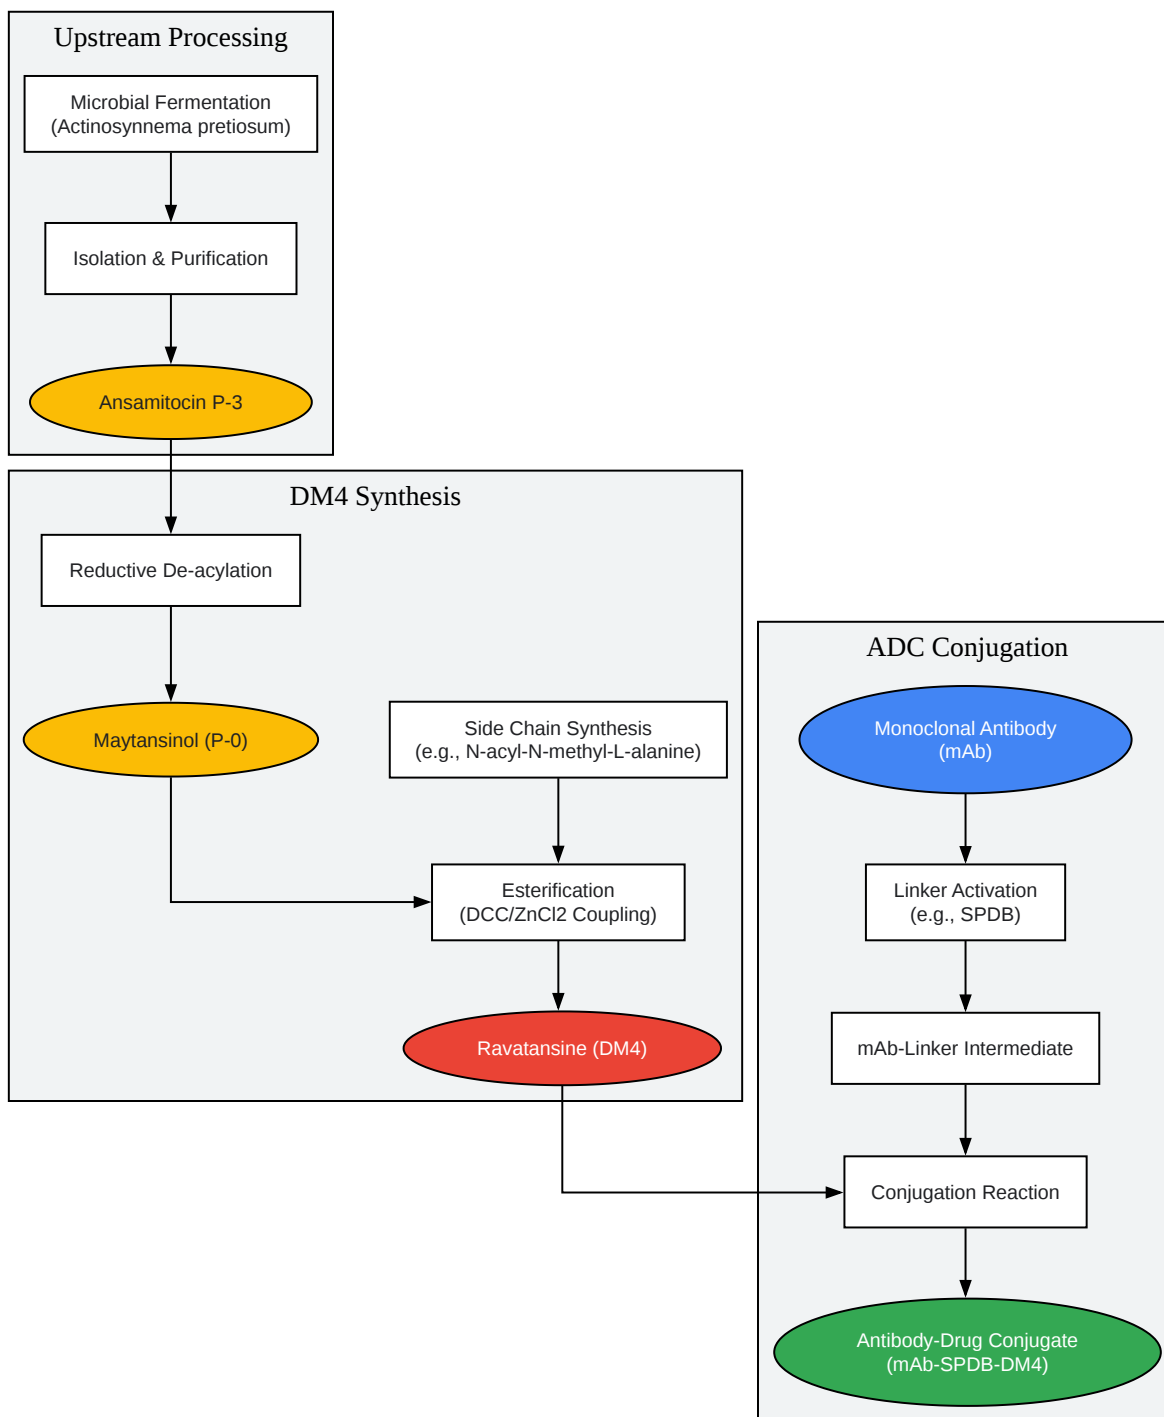 Upstream Processing
Microbial Fermentation
(Actinosynnema pretiosum)
Isolation & Purification
Ansamitocin P-3
DM4 Synthesis
Reductive De-acylation
Maytansinol (P-0)
Side Chain Synthesis
(e.g., N-acyl-N-methyl-L-alanine)
Esterification
(DCC/ZnCl2 Coupling)
Ravatansine (DM4)
ADC Conjugation
Monoclonal Antibody
(mAb)
Linker Activation
(e.g., SPDB)
mAb-Linker Intermediate
Conjugation Reaction
Antibody-Drug Conjugate
(mAb-SPDB-DM4)